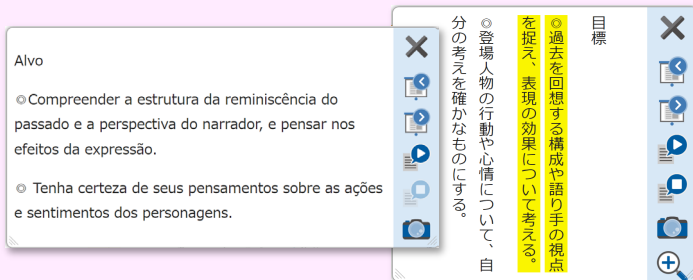 Alvo
◎Compreender a estrutura da reminiscência do
passado e a perspectiva do narrador, e pensar nos
efeitos da expressão.
◎ Tenha certeza de seus pensamentos sobre as ações
e sentimentos dos personagens.
目標
◎過去を回想する構成や語り手の視点
を捉え、表現の効果について考える。
◎登場人物の行動や心情について、自
分の考えを確かなものにする。